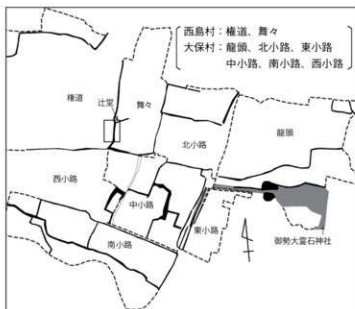 西島村：権道、舞々
大保村：龍頭、北小路、東小路
中小路、南小路、西小路
権道
辻堂
舞々
北小路
龍頭
西小路
中小路
東小路
南小路
御勢大霊石神社